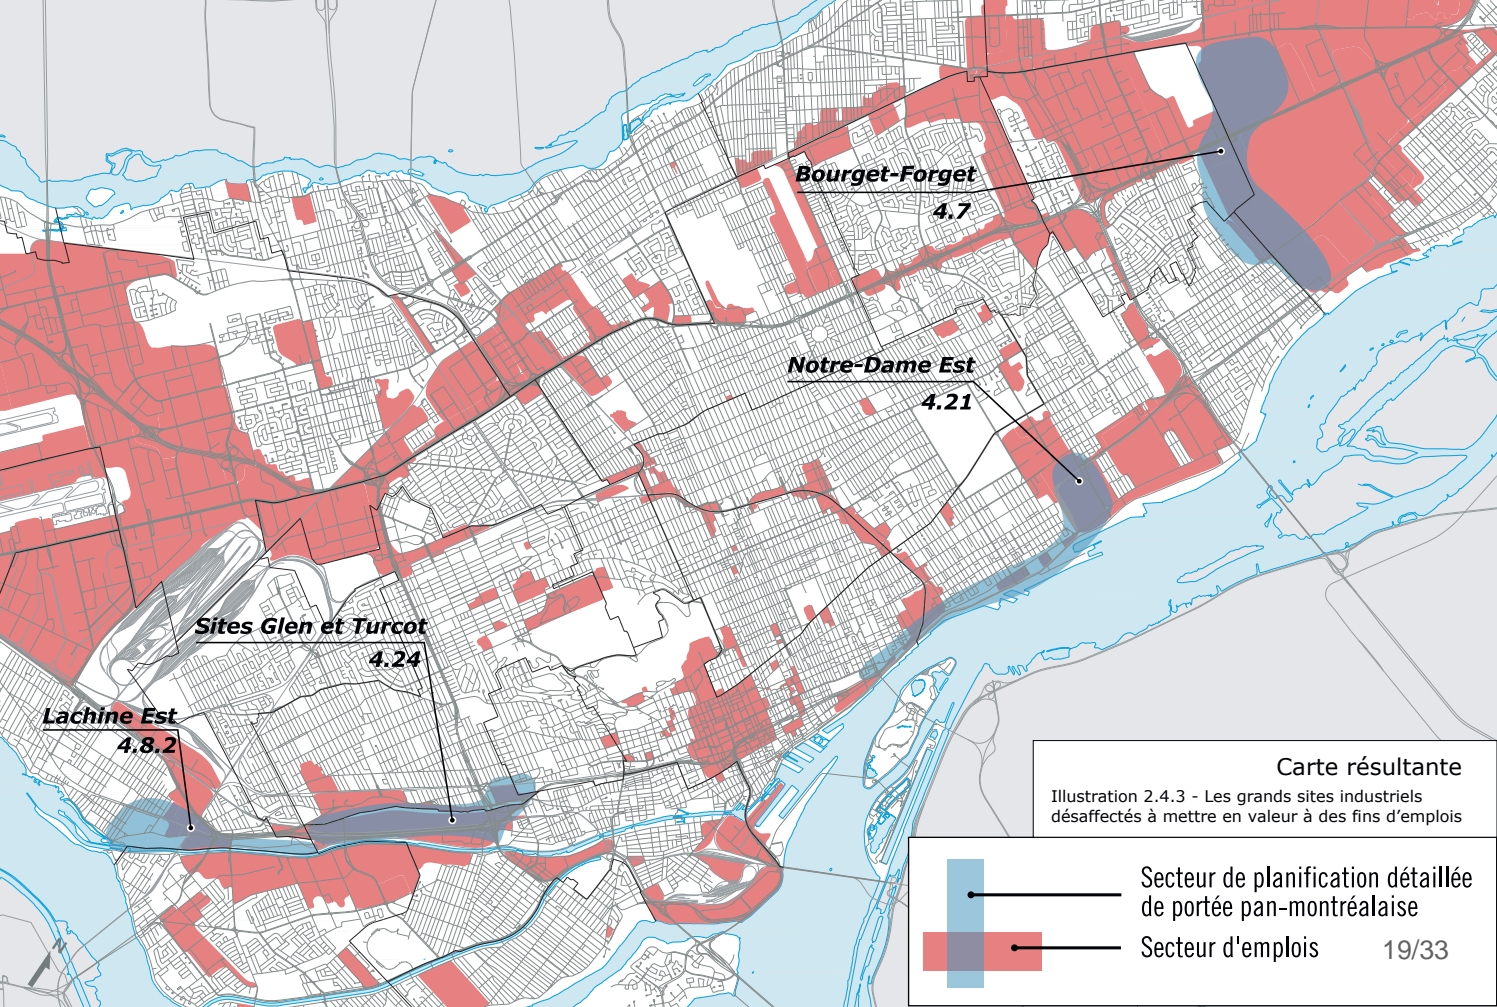 Bourget-Forget
4.7
Notre-Dame Est
4.21
Sites Glen et Turcot
4.24
Lachine Est
4.8.2
N
Carte résultante
Illustration 2.4.3 - Les grands sites industriels
désaffectés à mettre en valeur à des fins d'emplois
Secteur de planification détaillée
de portée pan-montréalaise
Secteur d'emplois
19/33